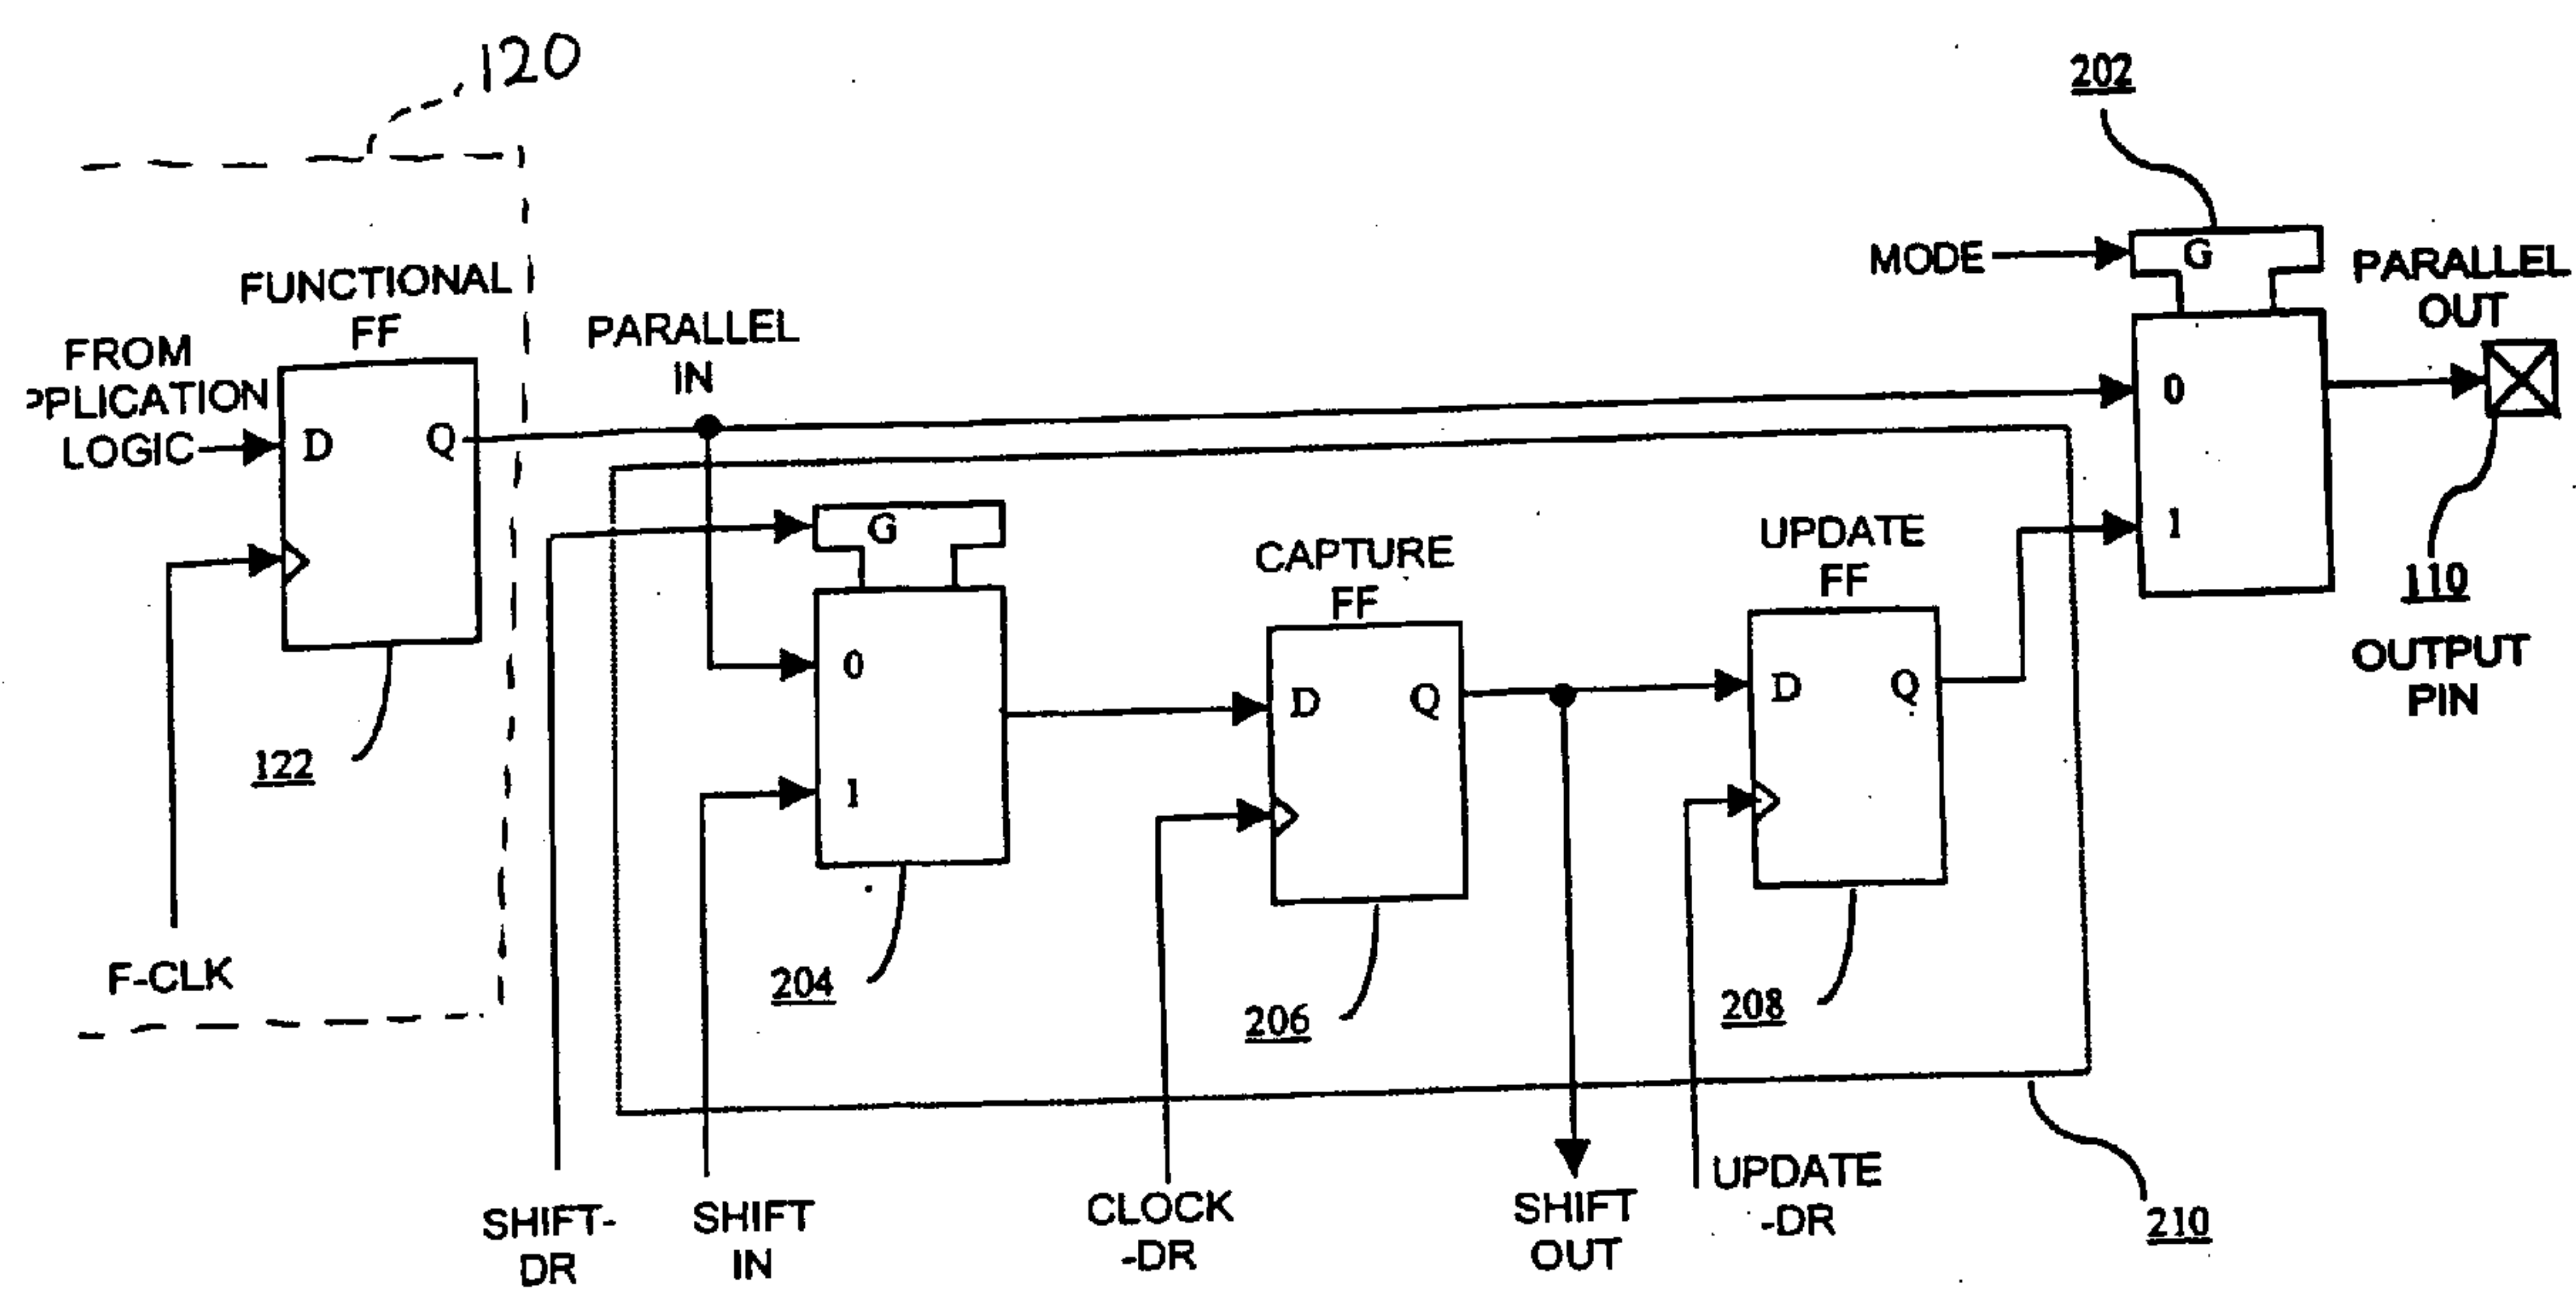 120
202
MODE
G
PARALLEL
OUT
FUNCTIONAL
FF
FROM
PPLICATION
LOGIC
D
Q
PARALLEL
IN
0
1
110
OUTPUT
PIN
G
0
1
CAPTURE
FF
D
Q
UPDATE
FF
D
Q
122
204
206
208
F-CLK
SHIFT-
DR
SHIFT
IN
CLOCK
-DR
SHIFT
OUT
UPDATE
-DR
210